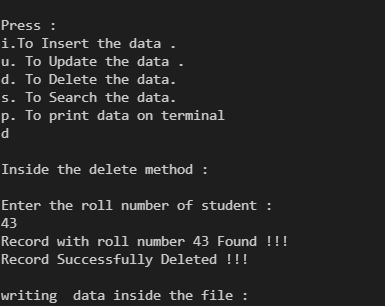 Press :
i.To Insert the data .
u. To Update the data .
d. To Delete the data.
s. To Search the data.
p. To print data on terminal
d
Inside the delete method :
Enter the roll number of student :
43
Record with roll number 43 Found !!!
Record Successfully Deleted !!!
writing  data inside the file :